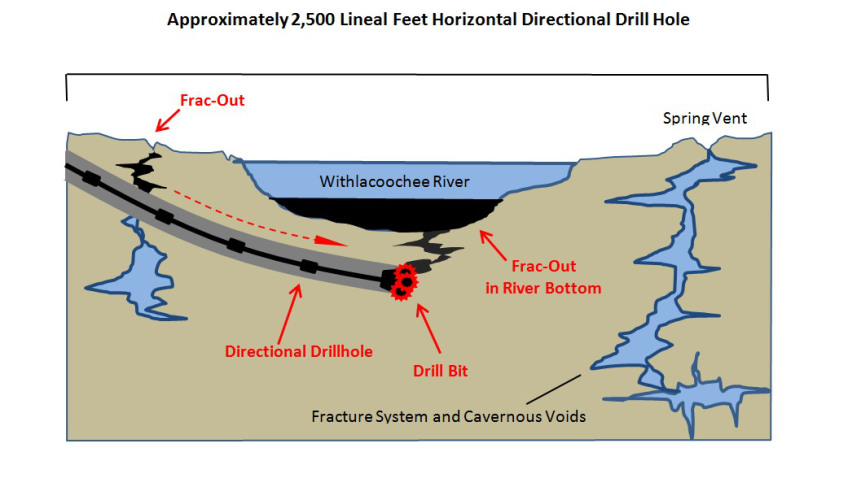 Approximately 2,500 Lineal Feet Horizontal Directional Drill Hole
Frac-Out
Spring Vent
Withlacoochee River
Frac-Out
in River Bottom
Directional Drillhole
Drill Bit
Fracture System and Cavernous Voids